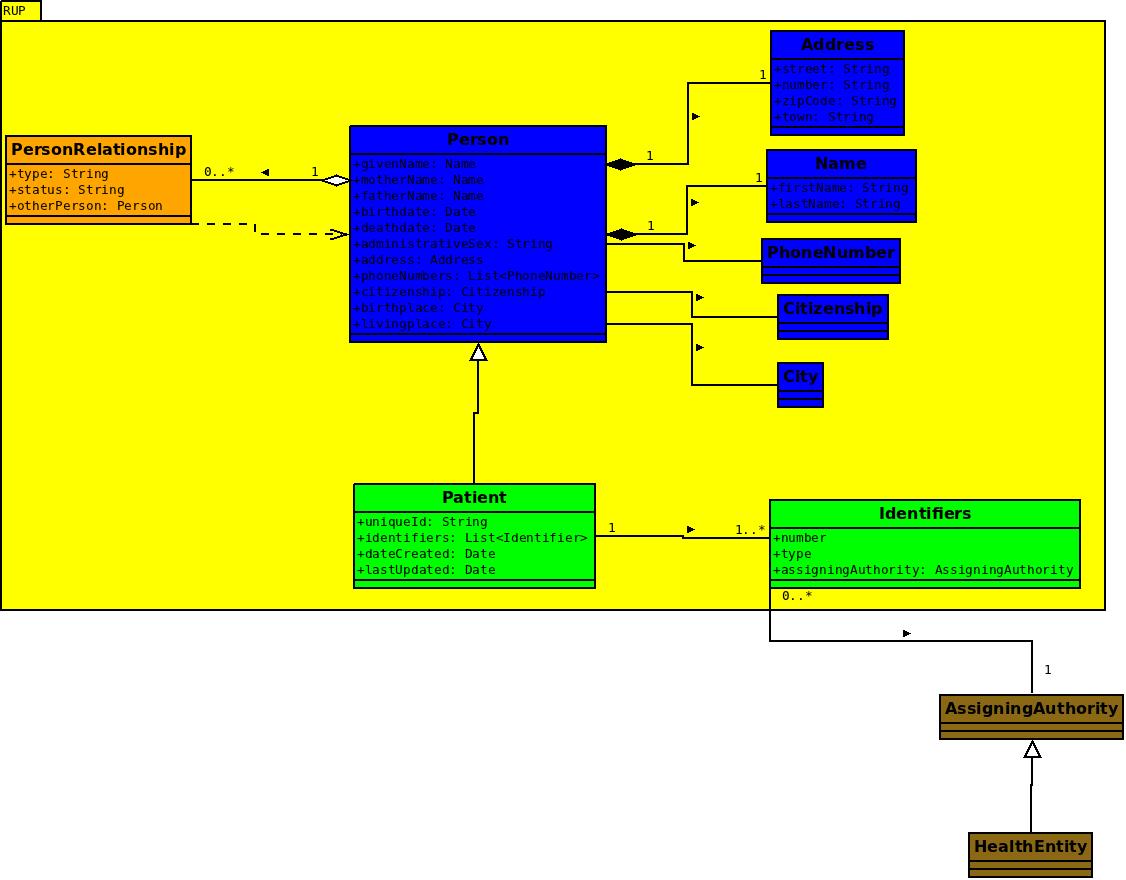 RUP
PersonRelationship
+type: String
+status: String
+otherPerson: Person
0..*
1
Person
+givenName: Name
+motherName: Name
+fatherName: Name
+birthdate: Date
+deathdate: Date
+administrativeSex: String
+address: Address
+phoneNumbers: List<PhoneNumber>
+citizenship: Citizenship
+birthplace: City
+livingplace: City
1
1
1
1
Address
+street: String
+number: String
+zipCode: String
+town: String
Name
+firstName: String
+lastName: String
PhoneNumber
Citizenship
City
Patient
+uniqueId: String
+identifiers: List<Identifier>
+dateCreated: Date
+lastUpdated: Date
1
1..*
Identifiers
+number
+type
+assigningAuthority: AssigningAuthority
0..*
1
AssigningAuthority
HealthEntity